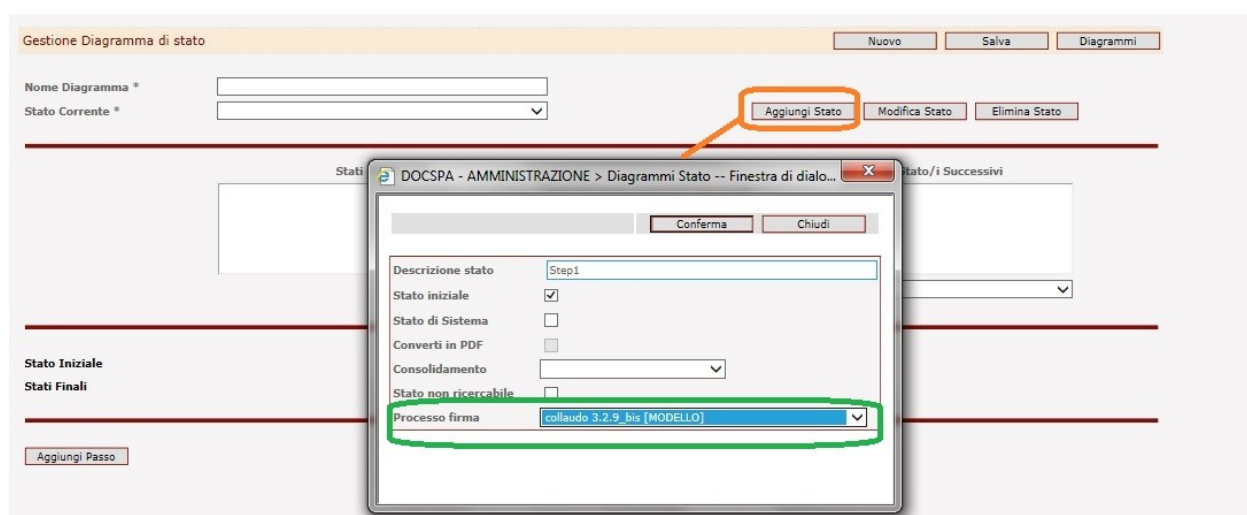 Gestione Diagramma di stato
Nuovo
Salva
Diagrammi
Nome Diagramma *
Stato Corrente *
Aggiungi Stato
Modifica Stato
Elimina Stato
Stati
Stato/i Successivi
DOCSPA - AMMINISTRAZIONE > Diagrammi Stato -- Finestra di dialo...
Conferma
Chiudi
Descrizione stato
Step1
Stato iniziale
Stato di Sistema
Converti in PDF
Consolidamento
Stato non ricercabile
Processo firma
collaudo 3.2.9_bis [MODELLO]
Stato Iniziale
Stati Finali
Aggiungi Passo